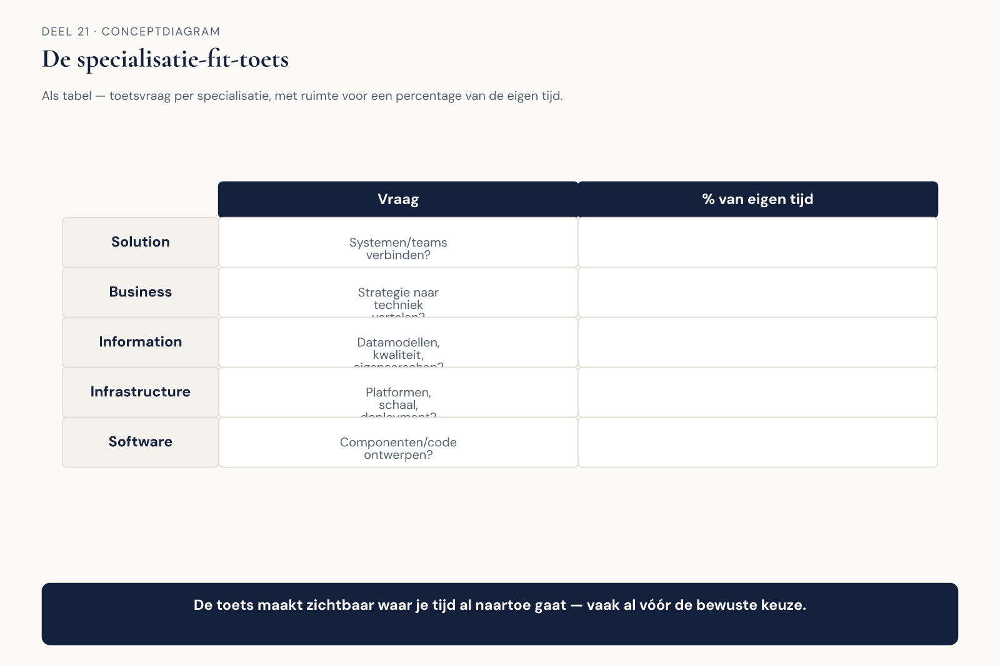 DEEL 21 · CONCEPTDIAGRAM
De specialisatie-fit-toets
Als tabel — toetsvraag per specialisatie, met ruimte voor een percentage van de eigen tijd.
Vraag
% van eigen tijd
Solution
Systemen/teams
verbinden?
Business
Strategie naar
techniek
vertalen?
Information
Datamodellen,
kwaliteit,
eigenaarschap?
Infrastructure
Platformen,
schaal,
deployment?
Software
Componenten/code
ontwerpen?
De toets maakt zichtbaar waar je tijd al naartoe gaat — vaak al vóór de bewuste keuze.